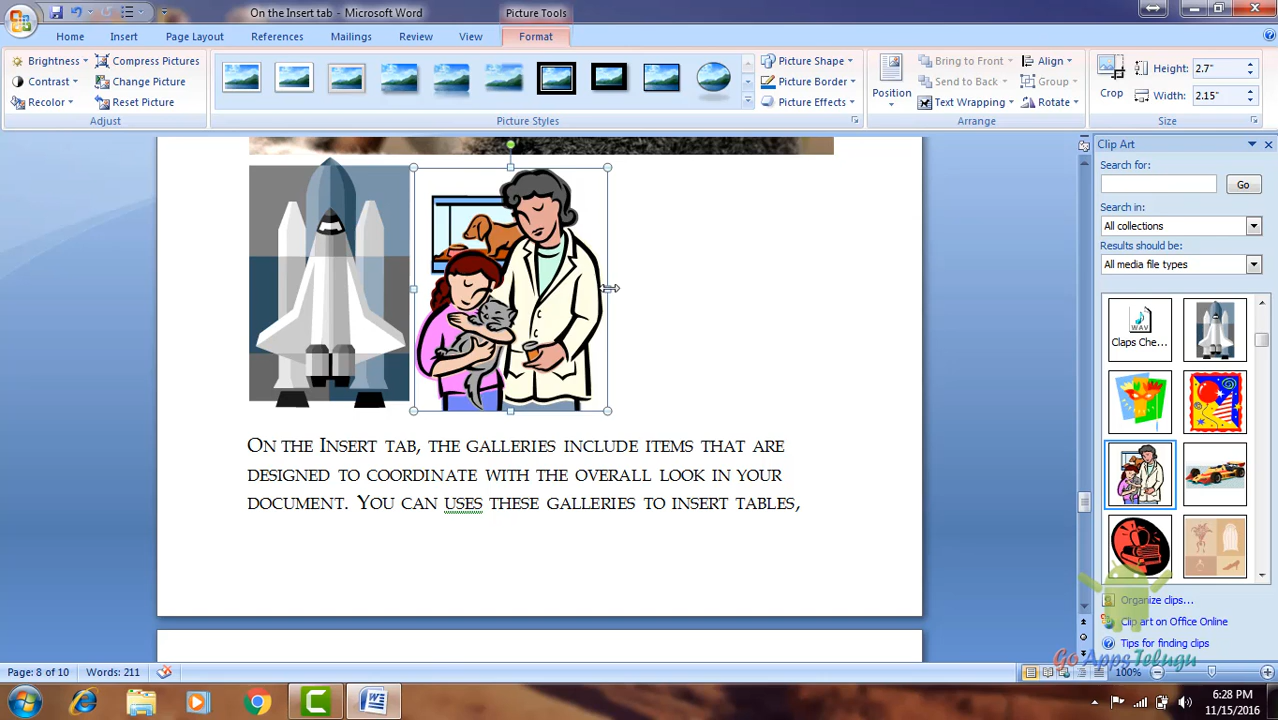 On the Insert tab - Microsoft Word
Picture Tools
Home
Insert
Page Layout
References
Mailings
Review
View
Format
Brightness
Contrast
Recolor
Compress Pictures
Change Picture
Reset Picture
Adjust
Picture Styles
Picture Shape
Picture Border
Picture Effects
Position
Bring to Front
Send to Back
Text Wrapping
Align
Group
Rotate
Arrange
Crop
Height: 2.7"
Width: 2.15"
Size
Clip Art
Search for:
Go
Search in:
All collections
Results should be:
All media file types
WAV
Claps Che...
Organize clips...
Clip art on Office Online
Tips for finding clips
On the Insert tab, the galleries include items that are
designed to coordinate with the overall look in your
document. You can uses these galleries to insert tables,
Go Apps Telugu
Page: 8 of 10
Words: 211
100%
6:28 PM
11/15/2016